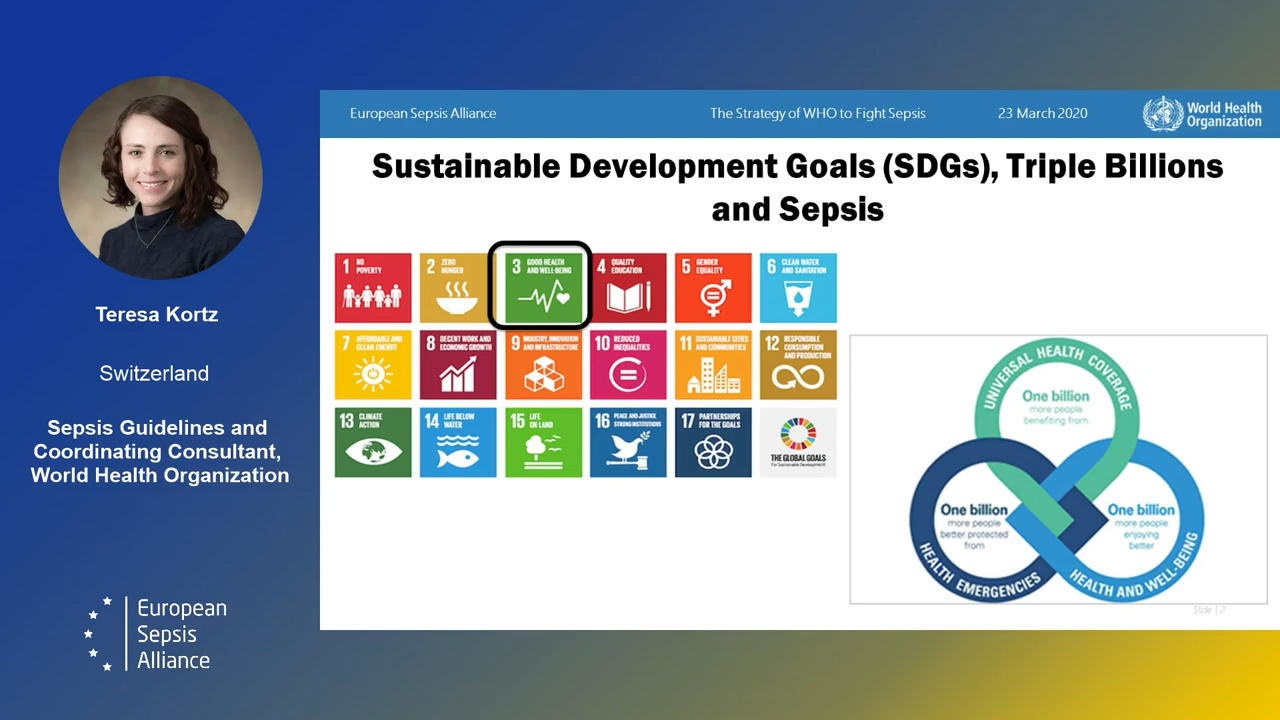 Teresa Kortz
Switzerland
Sepsis Guidelines and
Coordinating Consultant,
World Health Organization
European
Sepsis
Alliance
European Sepsis Alliance
The Strategy of WHO to Fight Sepsis
23 March 2020
World Health
Organization
Sustainable Development Goals (SDGs), Triple Billions
and Sepsis
1 NO
POVERTY
2 ZERO
HUNGER
3 GOOD HEALTH
AND WELL-BEING
4 QUALITY
EDUCATION
5 GENDER
EQUALITY
6 CLEAN WATER
AND SANITATION
7 AFFORDABLE AND
CLEAN ENERGY
8 DECENT WORK AND
ECONOMIC GROWTH
9 INDUSTRY, INNOVATION
AND INFRASTRUCTURE
10 REDUCED
INEQUALITIES
11 SUSTAINABLE CITIES
AND COMMUNITIES
12 RESPONSIBLE
CONSUMPTION
AND PRODUCTION
13 CLIMATE
ACTION
14 LIFE BELOW
WATER
15 LIFE
ON LAND
16 PEACE AND JUSTICE
STRONG INSTITUTIONS
17 PARTNERSHIPS
FOR THE GOALS
THE GLOBAL GOALS
For Sustainable Development
UNIVERSAL HEALTH COVERAGE
One billion
more people
benefiting from
One billion
more people
better protected
from
HEALTH EMERGENCIES
One billion
more people
enjoying
better
HEALTH AND WELL-BEING
Slide | 2